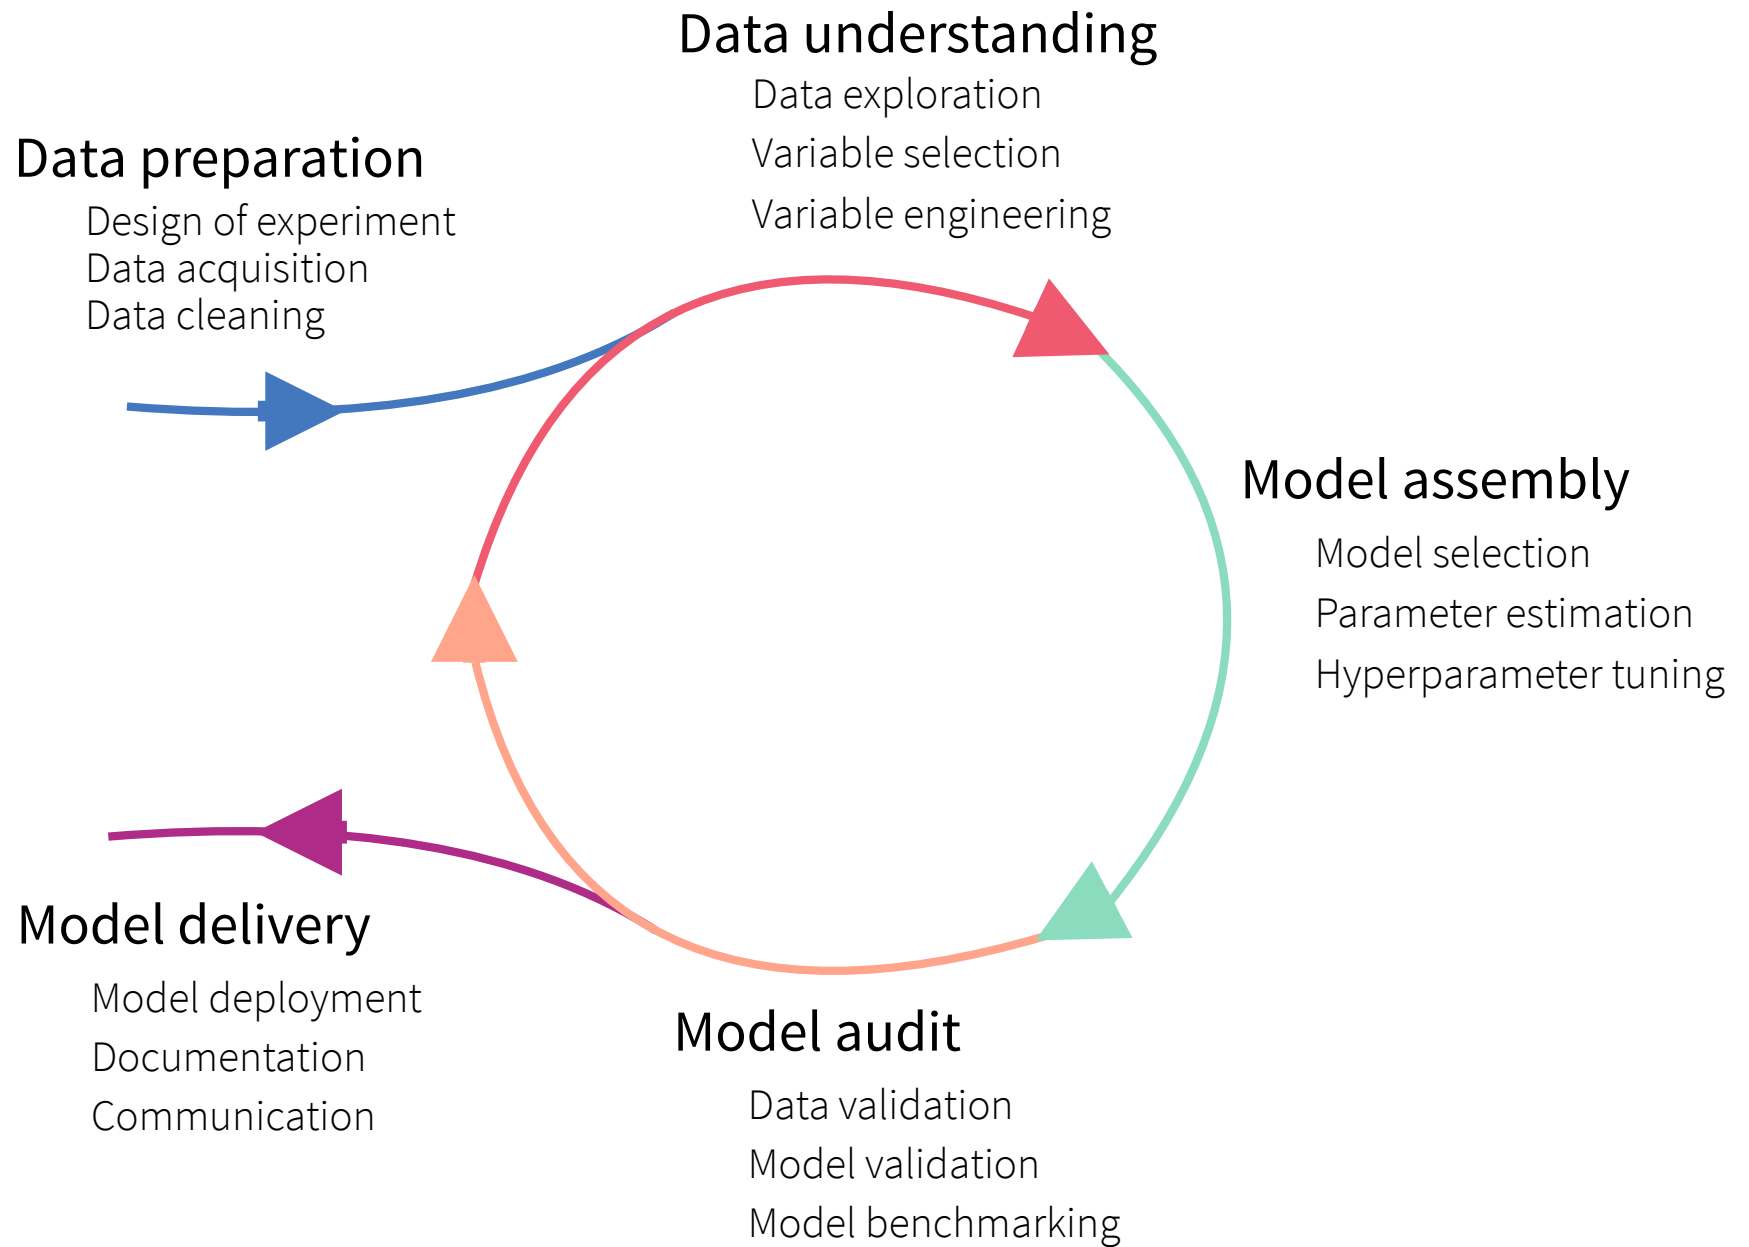 Data understanding
Data exploration
Variable selection
Variable engineering
Data preparation
Design of experiment
Data acquisition
Data cleaning
Model assembly
Model selection
Parameter estimation
Hyperparameter tuning
Model delivery
Model deployment
Documentation
Communication
Model audit
Data validation
Model validation
Model benchmarking